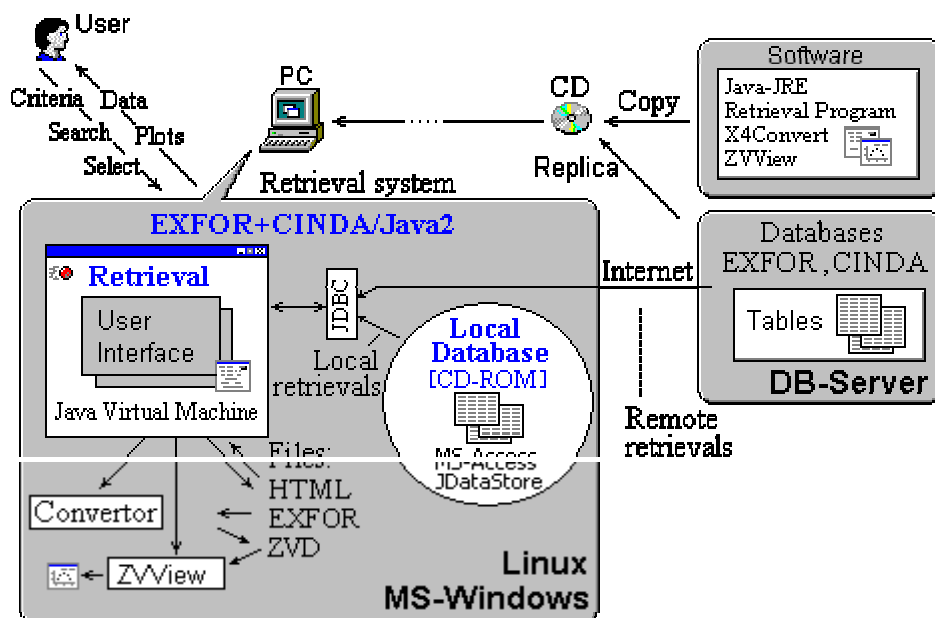 User
Criteria Data
Search Plots
Select
PC
CD
Copy
Replica
Software
Java-JRE
Retrieval Program
X4Convert
ZVView
Retrieval system
EXFOR+CINDA/Java2
Retrieval
User
Interface
Java Virtual Machine
JDBC
Local
retrievals
Local
Database
[CD-ROM]
MS-Access
JDataStore
Internet
Remote
retrievals
Databases
EXFOR,CINDA
Tables
DB-Server
Files:
HTML
EXFOR
ZVD
Convertor
ZVView
Linux
MS-Windows